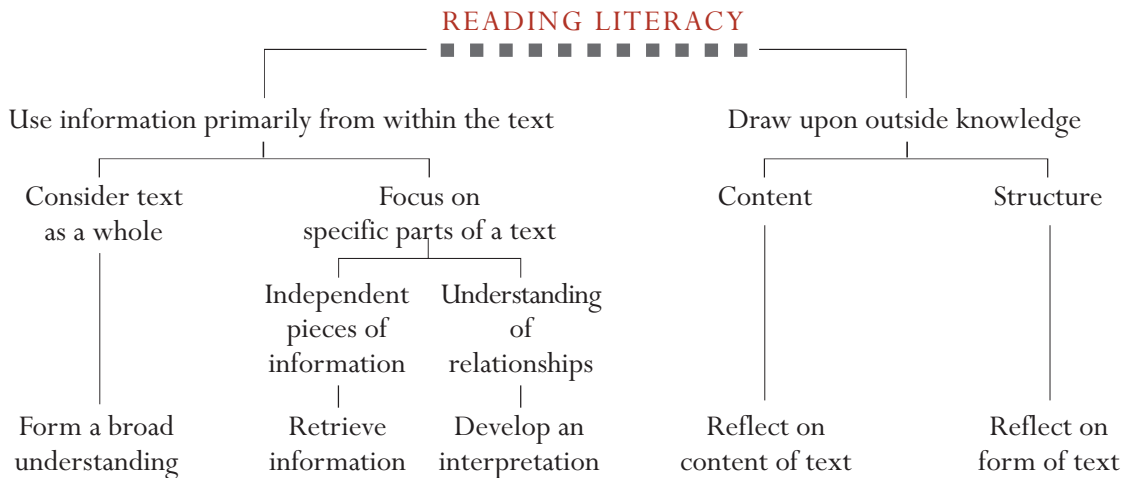 READING LITERACY
Use information primarily from within the text
Draw upon outside knowledge
Consider text
as a whole
Focus on
specific parts of a text
Content
Structure
Independent
pieces of
information
Understanding
of
relationships
Form a broad
understanding
Retrieve
information
Develop an
interpretation
Reflect on
content of text
Reflect on
form of text